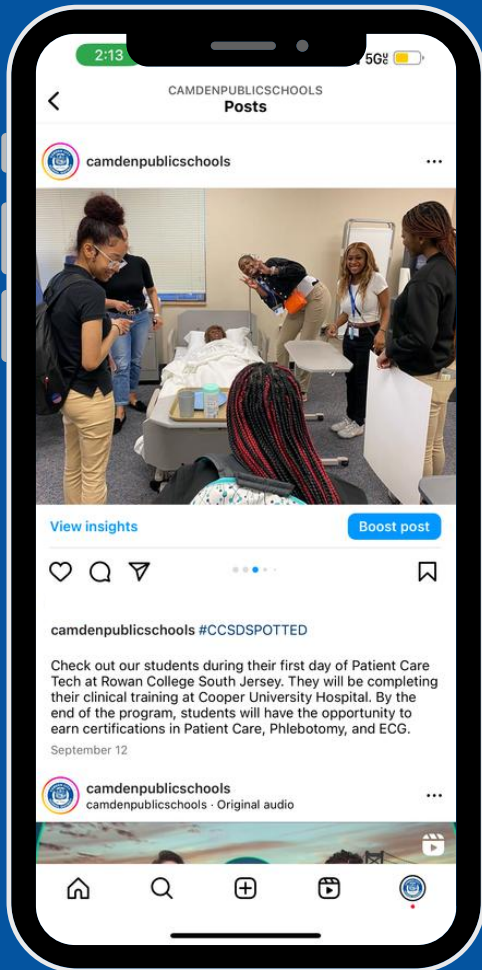 2:13
5G
CAMDENPUBLICSCHOOLS
Posts
camdenpublicschools
View insights
Boost post
camdenpublicschools #CCSDSPOTTED
Check out our students during their first day of Patient Care
Tech at Rowan College South Jersey. They will be completing
their clinical training at Cooper University Hospital. By the
end of the program, students will have the opportunity to
earn certifications in Patient Care, Phlebotomy, and ECG.
September 12
camdenpublicschools
camdenpublicschools · Original audio